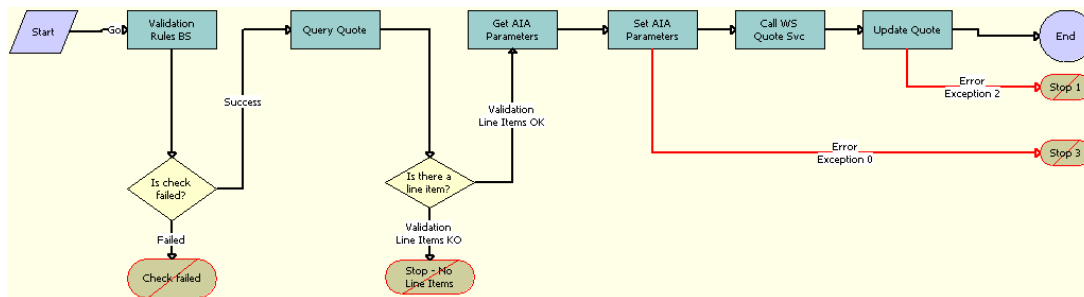 Start
Go
Validation
Rules BS
Query Quote
Get AIA
Parameters
Set AIA
Parameters
Call WS
Quote Svc
Update Quote
End
Error
Exception 2
Stop 1
Success
Validation
Line Items OK
Error
Exception 0
Stop 3
Is check
failed?
Is there a
line item?
Failed
Validation
Line Items KO
Check failed
Stop - No
Line Items